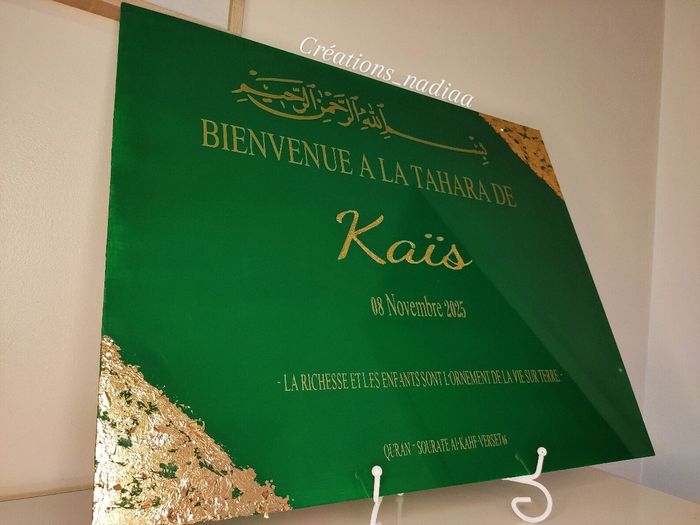 Créations_nadiaa
بسم الله الرحمن الرحيم
BIENVENUE A LA TAHARA DE
Kaïs
08 Novembre 2025
- LA RICHESSE ET LES ENFANTS SONT L'ORNEMENT DE LA VIE SUR TERRE.-
QURAN - SOURATE Al-KAHF-VERSET